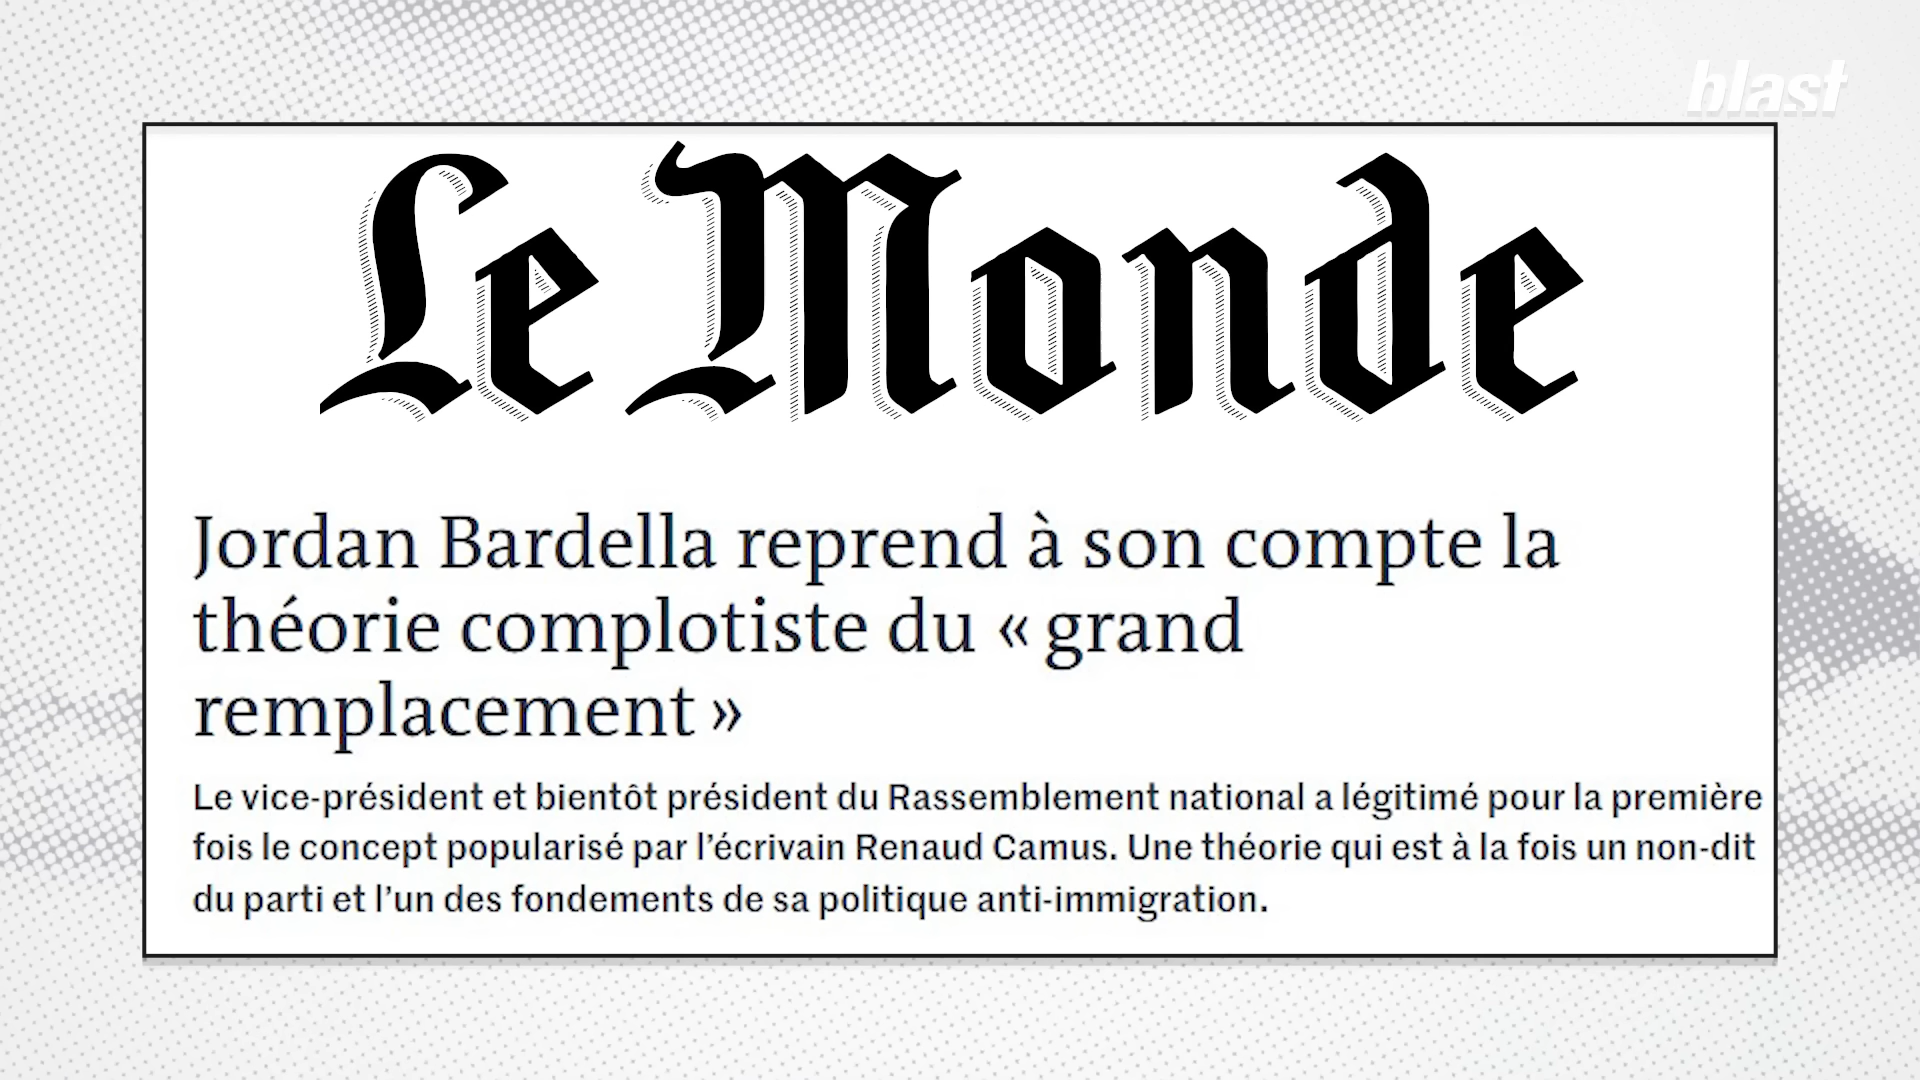 blast
Le Monde
Jordan Bardella reprend à son compte la
théorie complotiste du « grand
remplacement »
Le vice-président et bientôt président du Rassemblement national a légitimé pour la première
fois le concept popularisé par l’écrivain Renaud Camus. Une théorie qui est à la fois un non-dit
du parti et l’un des fondements de sa politique anti-immigration.